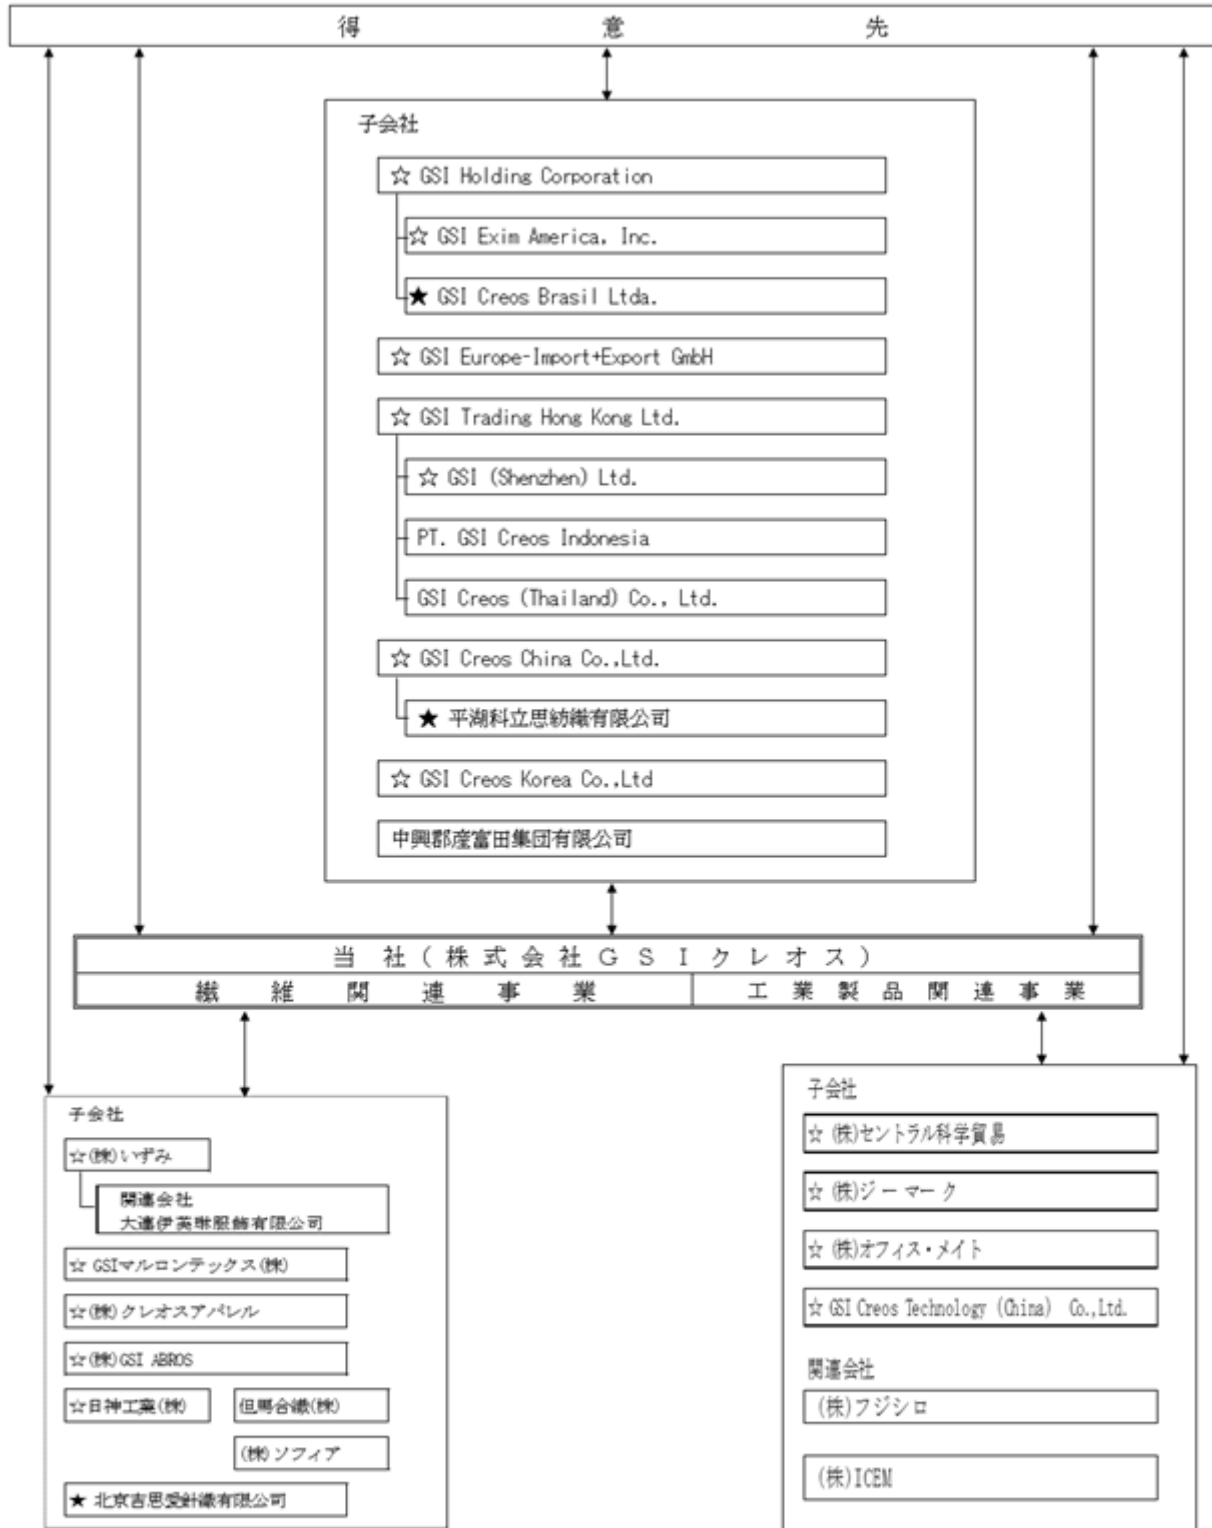 得意先
子会社
☆ GSI Holding Corporation
☆ GSI Exim America, Inc.
★ GSI Creos Brasil Ltda.
☆ GSI Europe-Import+Export GmbH
☆ GSI Trading Hong Kong Ltd.
☆ GSI (Shenzhen) Ltd.
PT. GSI Creos Indonesia
GSI Creos (Thailand) Co., Ltd.
☆ GSI Creos China Co.,Ltd.
★ 平湖科立思紡織有限公司
☆ GSI Creos Korea Co.,Ltd
中興郡産富田集団有限公司
当社(株式会社GSIクレオス)
繊維関連事業
工業製品関連事業
子会社
☆(株)いずみ
関連会社
大連伊英琳服飾有限公司
☆ GSIマルロンテックス(株)
☆(株)クレオスアパレル
☆(株)GSI ABROS
☆日神工業(株)
但馬合繊(株)
(株)ソフィア
★ 北京吉思愛針織有限公司
子会社
☆ (株)セントラル科学貿易
☆ (株)ジーマーク
☆ (株)オフィス・メイト
☆ GSI Creos Technology (China) Co.,Ltd.
関連会社
(株)フジシロ
(株)ICEM